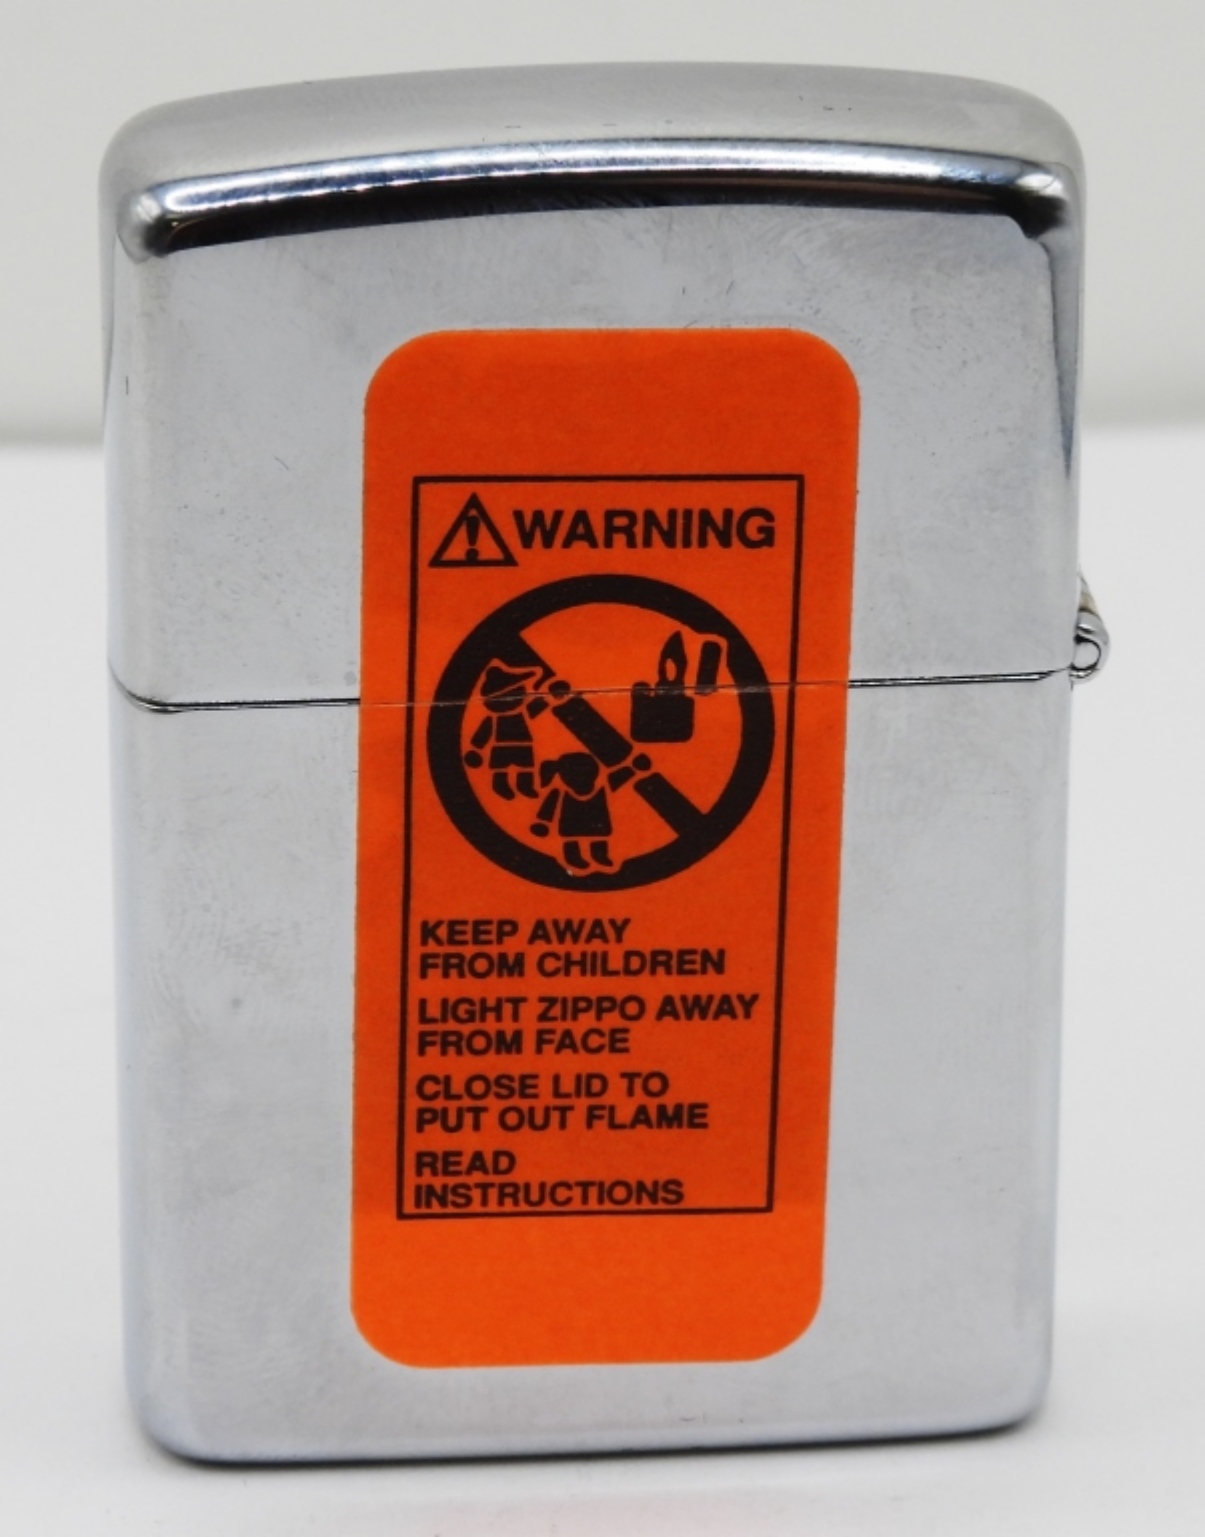 WARNING
KEEP AWAY
FROM CHILDREN
LIGHT ZIPPO AWAY
FROM FACE
CLOSE LID TO
PUT OUT FLAME
READ
INSTRUCTIONS